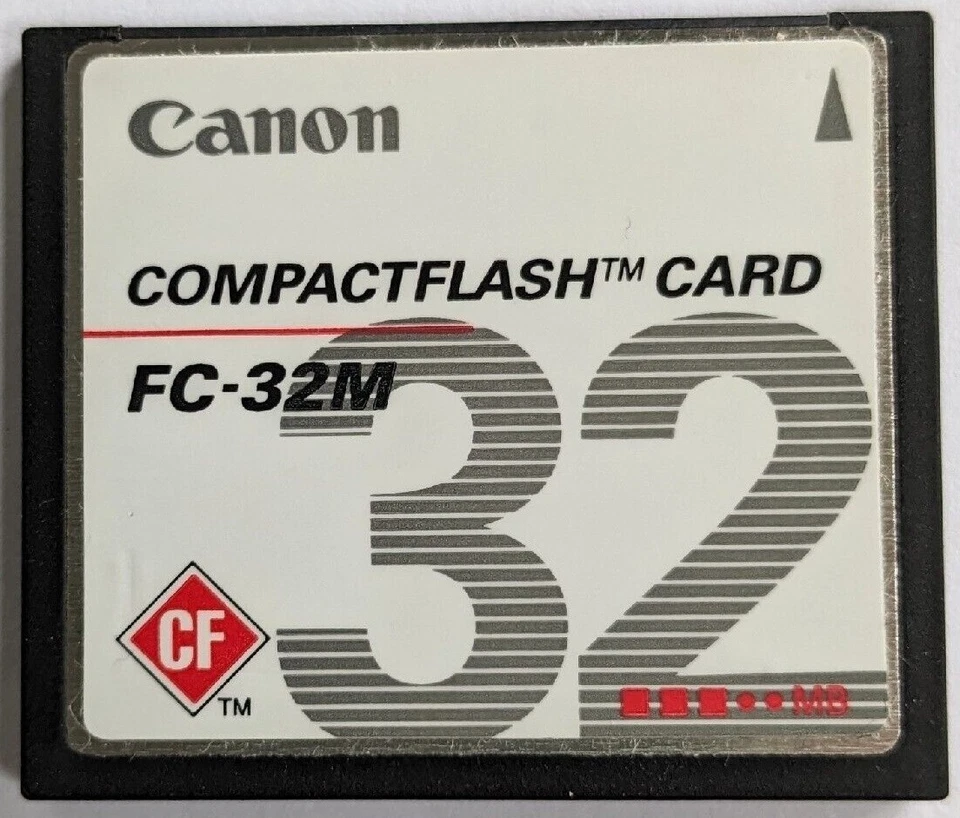 Canon
COMPACTFLASH™ CARD
FC-32M
32
CF
TM
MB